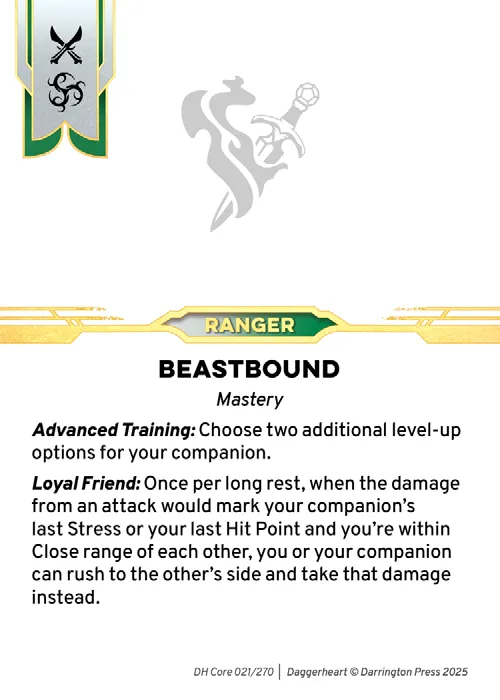 RANGER
BEASTBOUND
Mastery
Advanced Training: Choose two additional level-up
options for your companion.
Loyal Friend: Once per long rest, when the damage
from an attack would mark your companion’s
last Stress or your last Hit Point and you’re within
Close range of each other, you or your companion
can rush to the other’s side and take that damage
instead.
DH Core 021/270 | Daggerheart © Darrington Press 2025